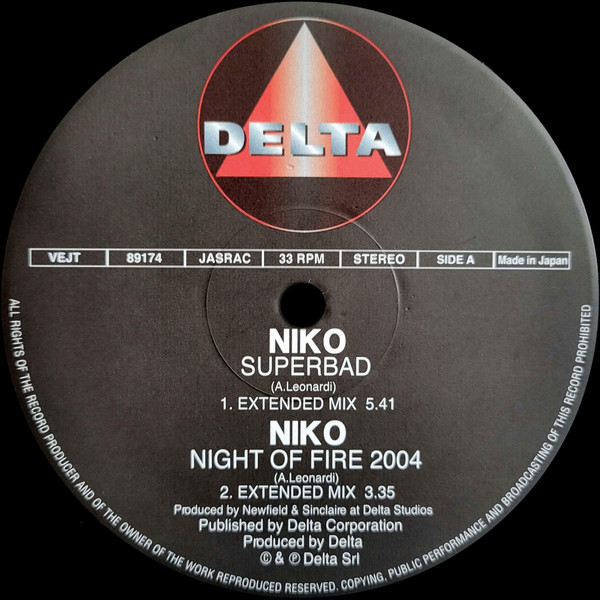 DELTA
VEJT 89174 JASRAC 33 RPM STEREO SIDE A Made in Japan
NIKO
SUPERBAD
(A.Leonardi)
1. EXTENDED MIX 5.41
NIKO
NIGHT OF FIRE 2004
(A.Leonardi)
2. EXTENDED MIX 3.35
Produced by Newfield & Sinclaire at Delta Studios
Published by Delta Corporation
Produced by Delta
© & ℗ Delta Srl
ALL RIGHTS OF THE RECORD PRODUCER AND OF THE OWNER OF THE WORK REPRODUCED RESERVED. COPYING, PUBLIC PERFORMANCE AND BROADCASTING OF THIS RECORD PROHIBITED